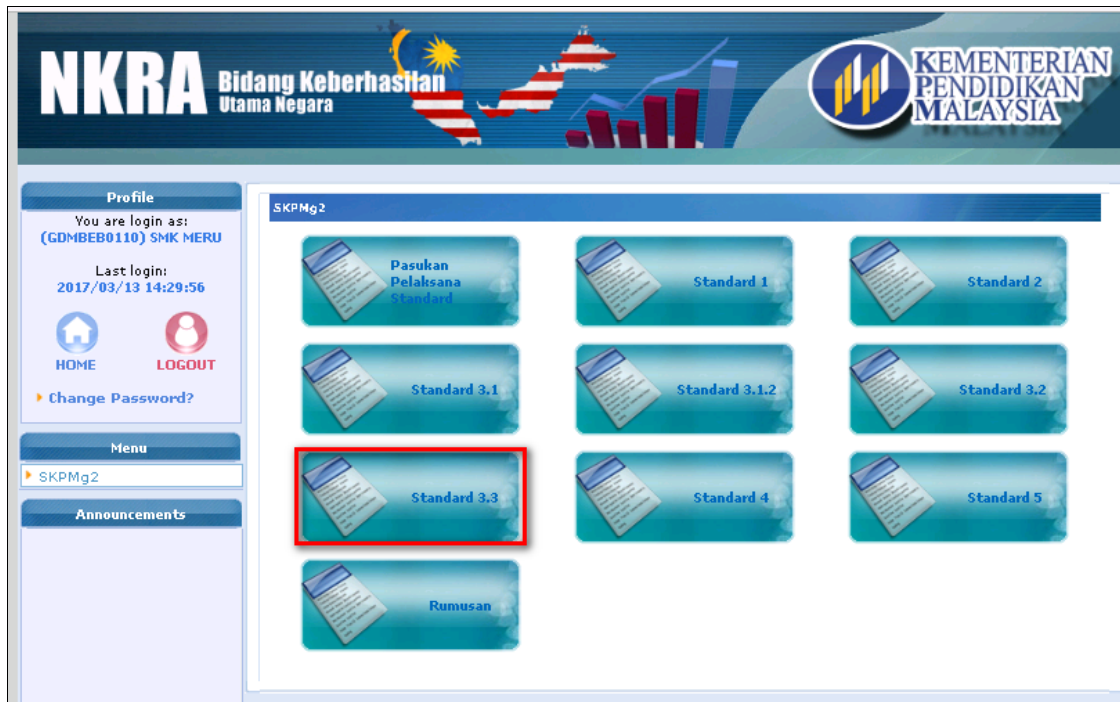 NKRA Bidang Keberhasilan
Utama Negara
KEMENTERIAN
PENDIDIKAN
MALAYSIA
Profile
You are login as:
(GDMBEB0110) SMK MERU
Last login:
2017/03/13 14:29:56
HOME
LOGOUT
Change Password?
Menu
SKPMg2
Announcements
SKPMg2
Pasukan
Pelaksana
Standard
Standard 1
Standard 2
Standard 3.1
Standard 3.1.2
Standard 3.2
Standard 3.3
Standard 4
Standard 5
Rumusan